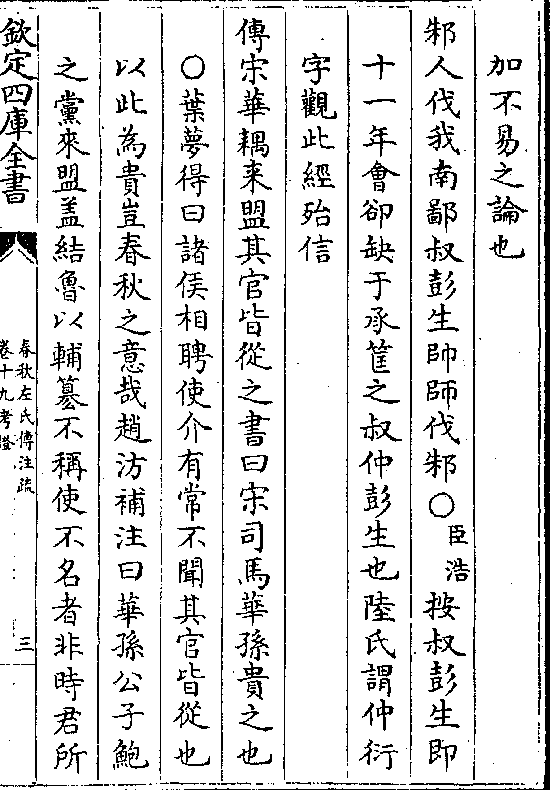 加不易之論也
邾人伐我南鄙叔彭生帥師伐邾○臣浩按叔彭生即
十一年會卻缺于承筐之叔仲彭生也陸氏謂仲衍
字觀此經殆信
傳宋華耦来盟其官皆從之書曰宋司馬華孫貴之也
○葉夢得曰諸侯相聘使介有常不聞其官皆從也
以此為貴豈春秋之意哉趙汸補注曰華孫公子鮑
之黨來盟盖結魯以輔簒不稱使不名者非時君所
欽定四庫全書
春秋左氏傳注疏
卷十九考證
三